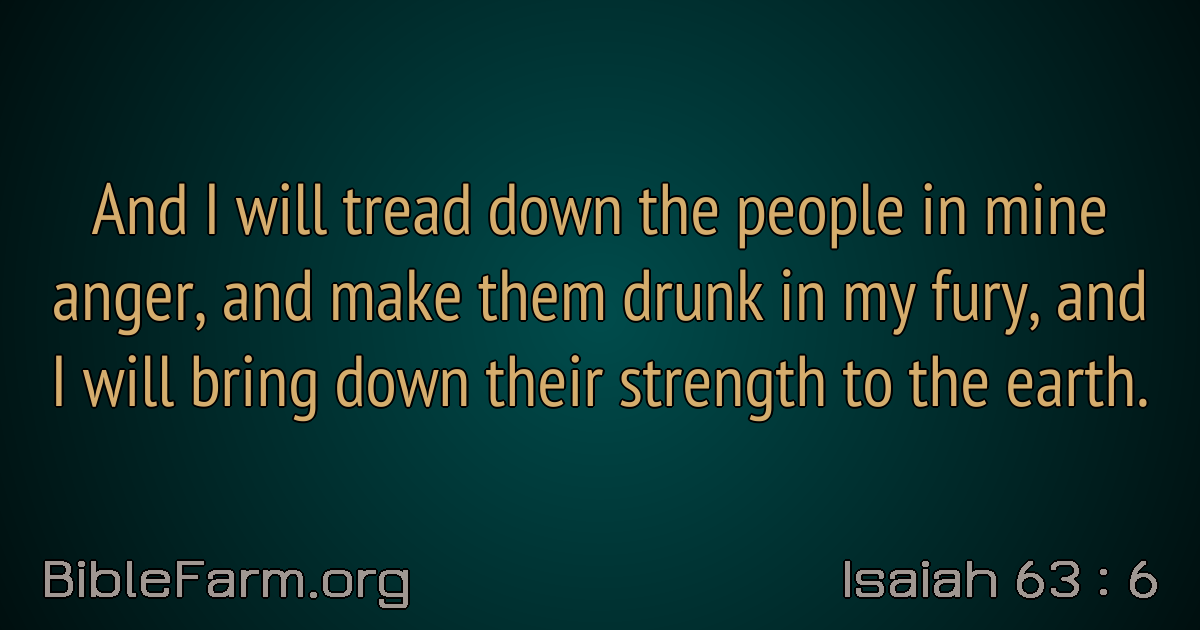 And I will tread down the people in mine
anger, and make them drunk in my fury, and
I will bring down their strength to the earth.
BibleFarm.org
Isaiah 63 : 6